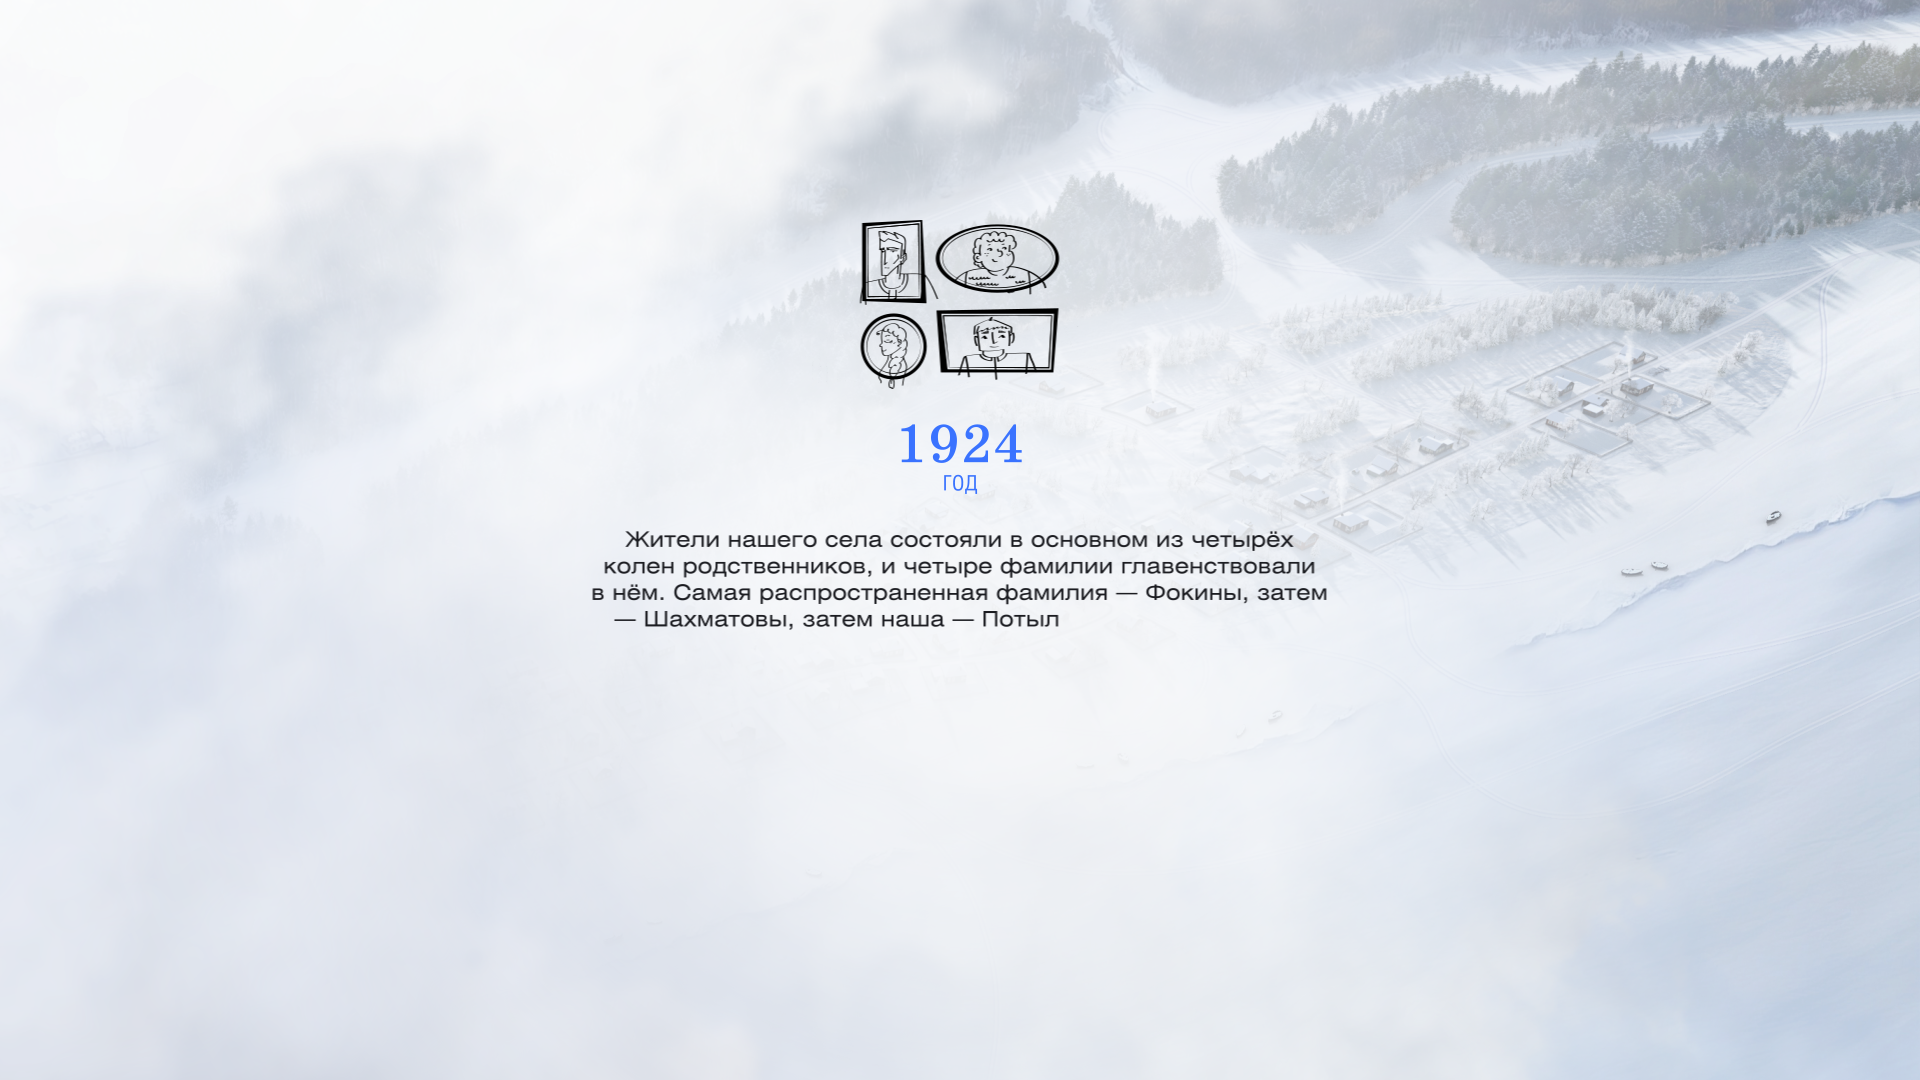 1924
ГОД
Жители нашего села состояли в основном из четырёх
колен родственников, и четыре фамилии главенствовали
в нём. Самая распространенная фамилия — Фокины, затем
— Шахматовы, затем наша — Потыл